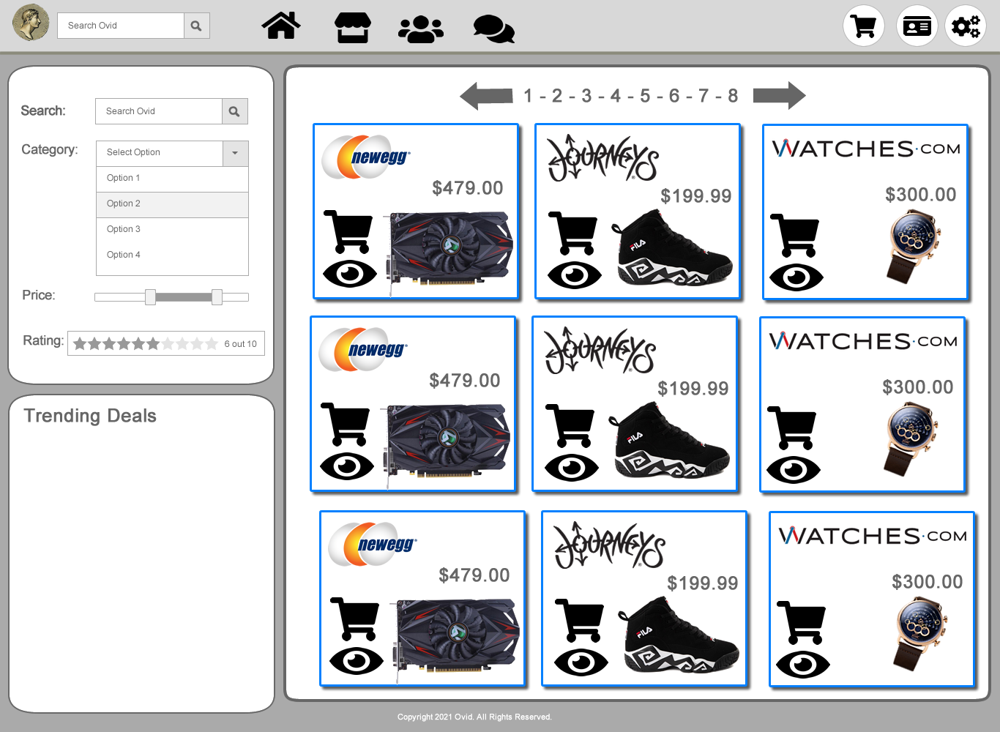 Search Ovid
Search:
Search Ovid
Category:
Select Option
Option 1
Option 2
Option 3
Option 4
Price:
Rating:
6 out 10
Trending Deals
1 - 2 - 3 - 4 - 5 - 6 - 7 - 8
newegg
$479.00
JOURNEYS
$199.99
FILA
WATCHES.COM
$300.00
newegg
$479.00
JOURNEYS
$199.99
FILA
WATCHES.COM
$300.00
newegg
$479.00
JOURNEYS
$199.99
FILA
WATCHES.COM
$300.00
Copyright 2021 Ovid. All Rights Reserved.